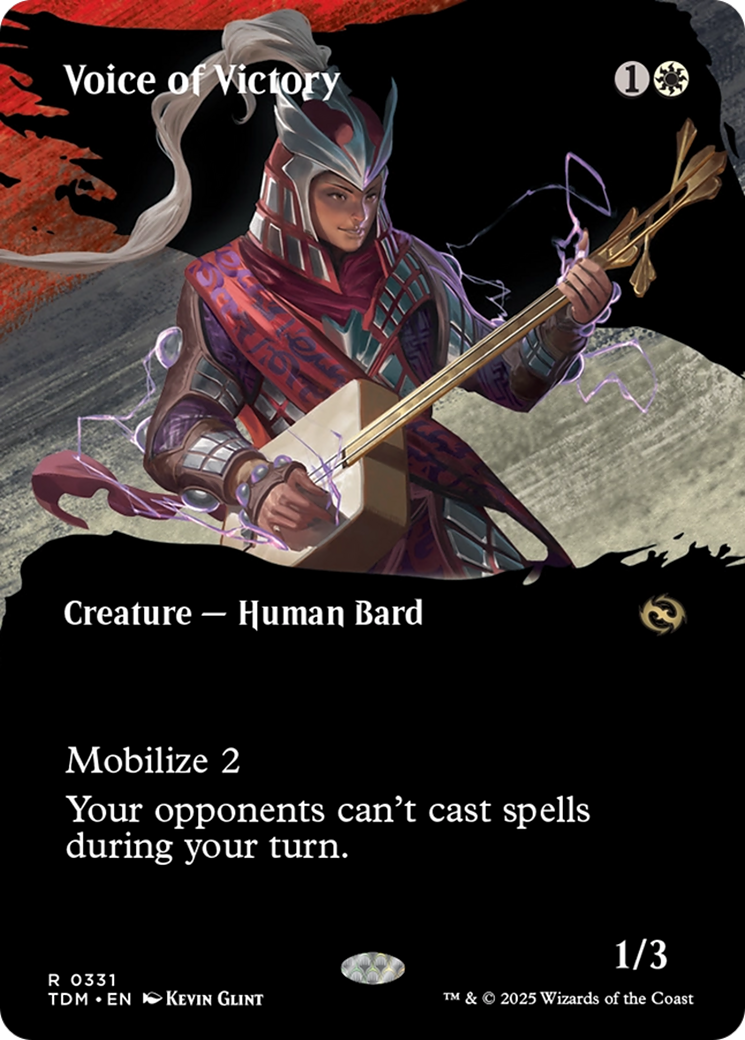 Voice of Victory 1
Creature — Human Bard
Mobilize 2
Your opponents can't cast spells
during your turn.
1/3
R 0331
TDM • EN Kevin Glint
™ & © 2025 Wizards of the Coast